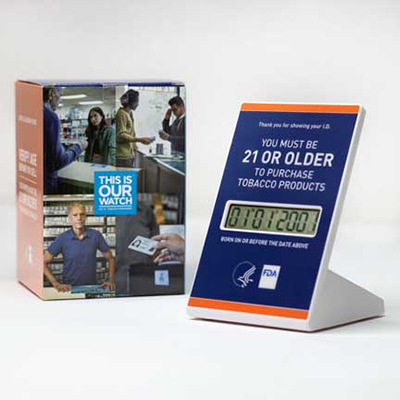 THIS IS
OUR
WATCH
Thank you for showing your I.D.
YOU MUST BE
21 OR OLDER
TO PURCHASE
TOBACCO PRODUCTS
01012001
BORN ON OR BEFORE THE DATE ABOVE
FDA